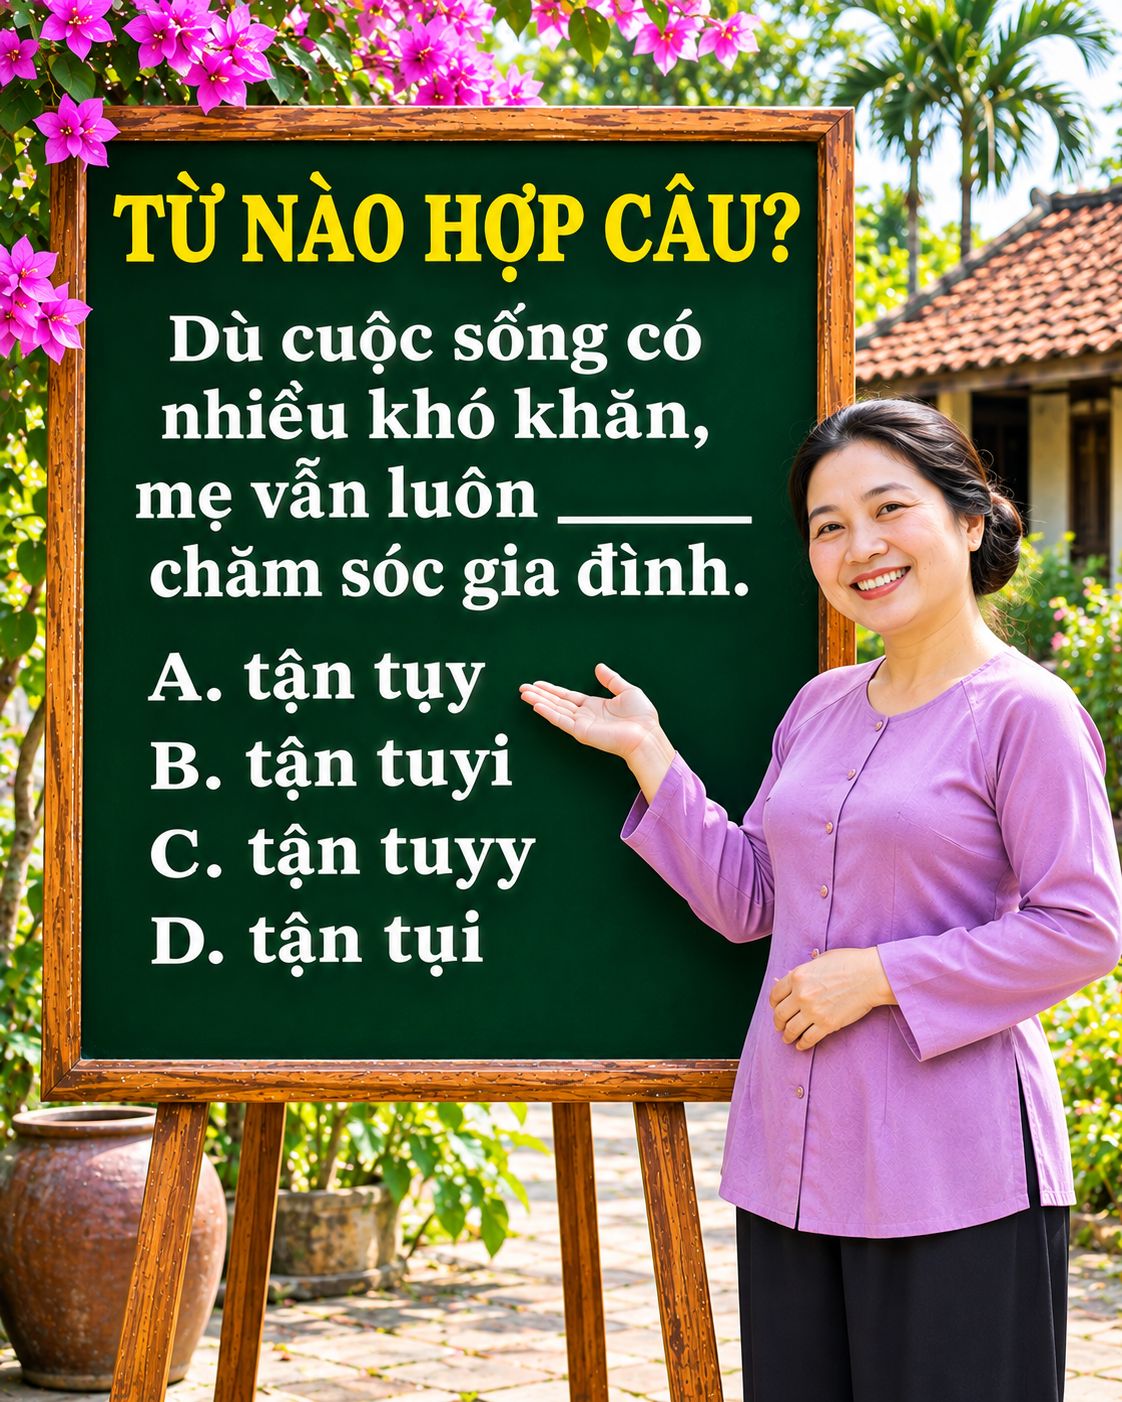 TỪ NÀO HỢP CÂU?
Dù cuộc sống có
nhiều khó khăn,
mẹ vẫn luôn ______
chăm sóc gia đình.
A. tận tụy
B. tận tuyi
C. tận tuyy
D. tận tụi